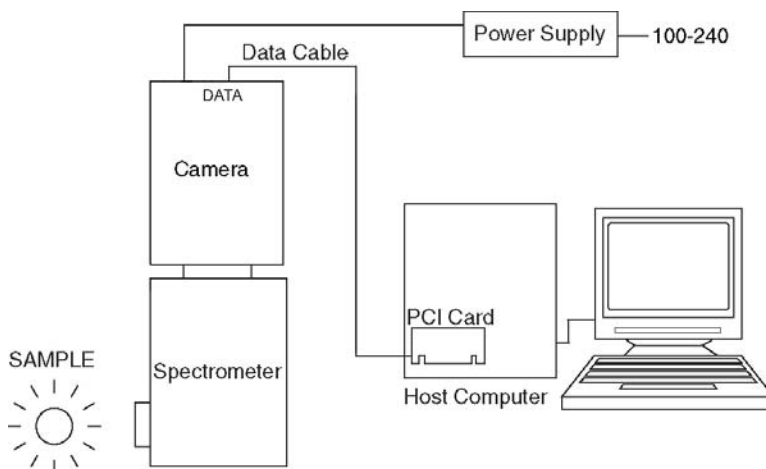 Power Supply
100-240
Data Cable
DATA
Camera
PCI Card
SAMPLE
Spectrometer
Host Computer